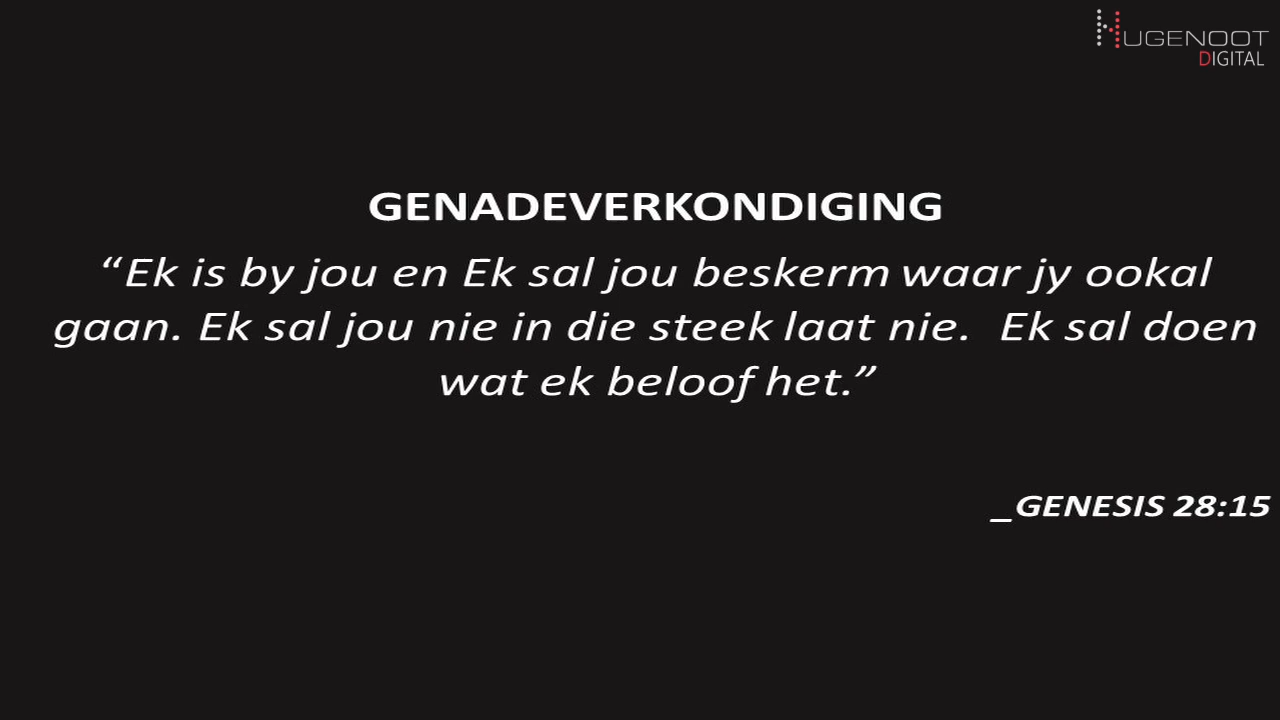 HUGENOOT
DIGITAL
GENADEVERKONDIGING
“Ek is by jou en Ek sal jou beskerm waar jy ookal
gaan. Ek sal jou nie in die steek laat nie.  Ek sal doen
wat ek beloof het.”
_GENESIS 28:15